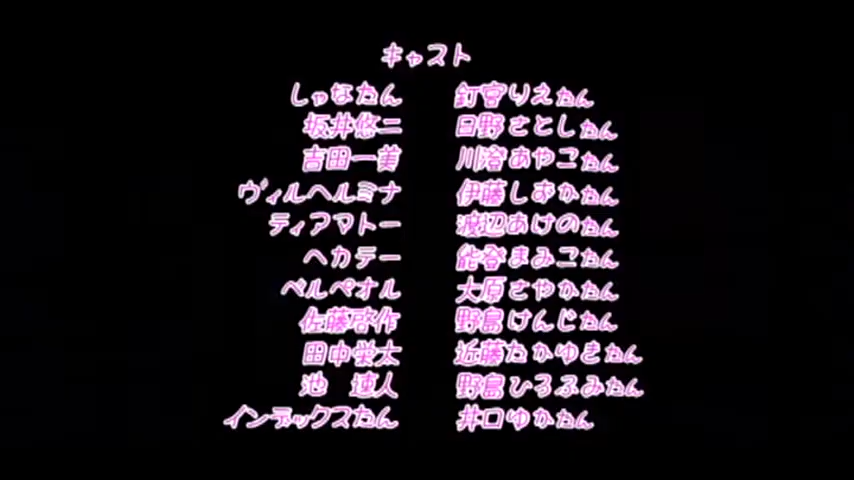 キャスト
しゃなたん 釘宮りえたん
坂井悠二 日野さとしたん
吉田一美 川澄あやこたん
ヴィルヘルミナ 伊藤しずかたん
ティアマトー 渡辺あけのたん
ヘカテー 能登まみこたん
ベルペオル 大原さやかたん
佐藤啓作 野島けんじたん
田中栄太 近藤たかゆきたん
池 速人 野島ひろふみたん
インデックスたん 井口ゆかたん